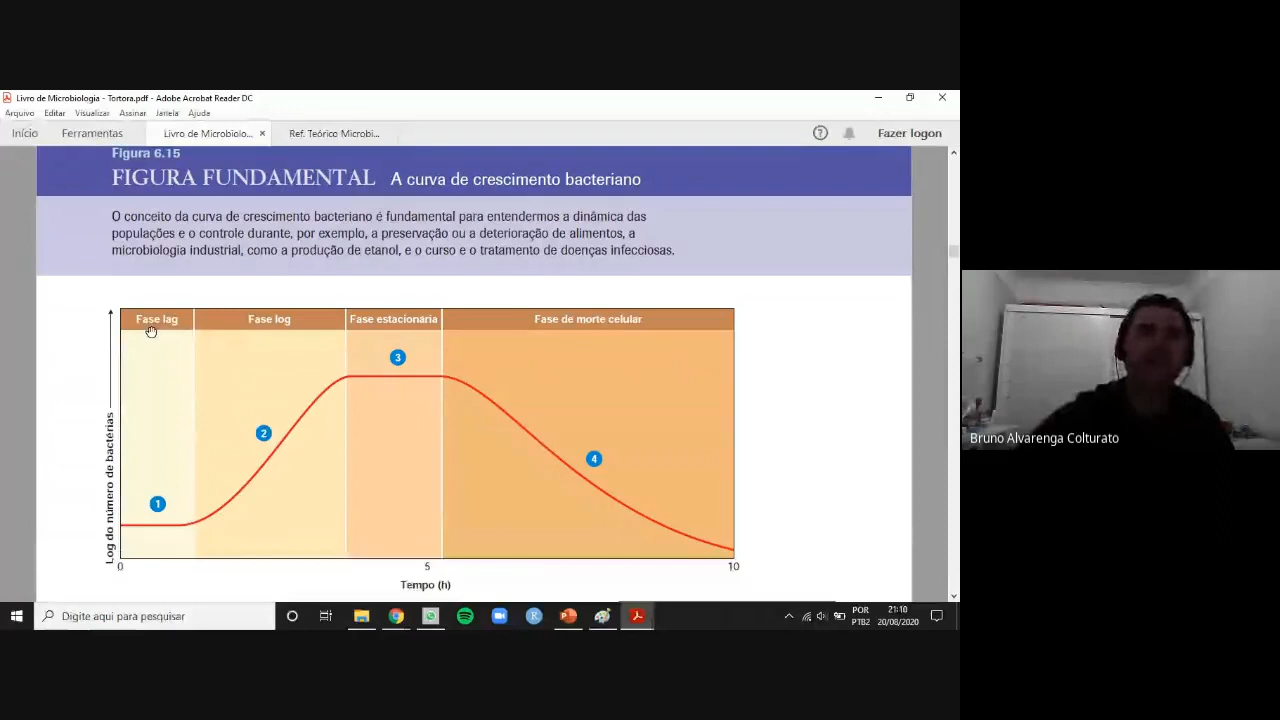 Livro de Microbiologia - Tortora.pdf - Adobe Acrobat Reader DC
Arquivo Editar Visualizar Assinar Janela Ajuda
Início Ferramentas Livro de Microbiolo... × Ref. Teórico Microbi... Fazer logon
Figura 6.15
FIGURA FUNDAMENTAL A curva de crescimento bacteriano
O conceito da curva de crescimento bacteriano é fundamental para entendermos a dinâmica das
populações e o controle durante, por exemplo, a preservação ou a deterioração de alimentos, a
microbiologia industrial, como a produção de etanol, e o curso e o tratamento de doenças infecciosas.
Fase lag Fase log Fase estacionária Fase de morte celular
Log do número de bactérias
1
2
3
4
0 5 10
Tempo (h)
Bruno Alvarenga Colturato
Digite aqui para pesquisar
POR
PTB2
21:10
20/08/2020